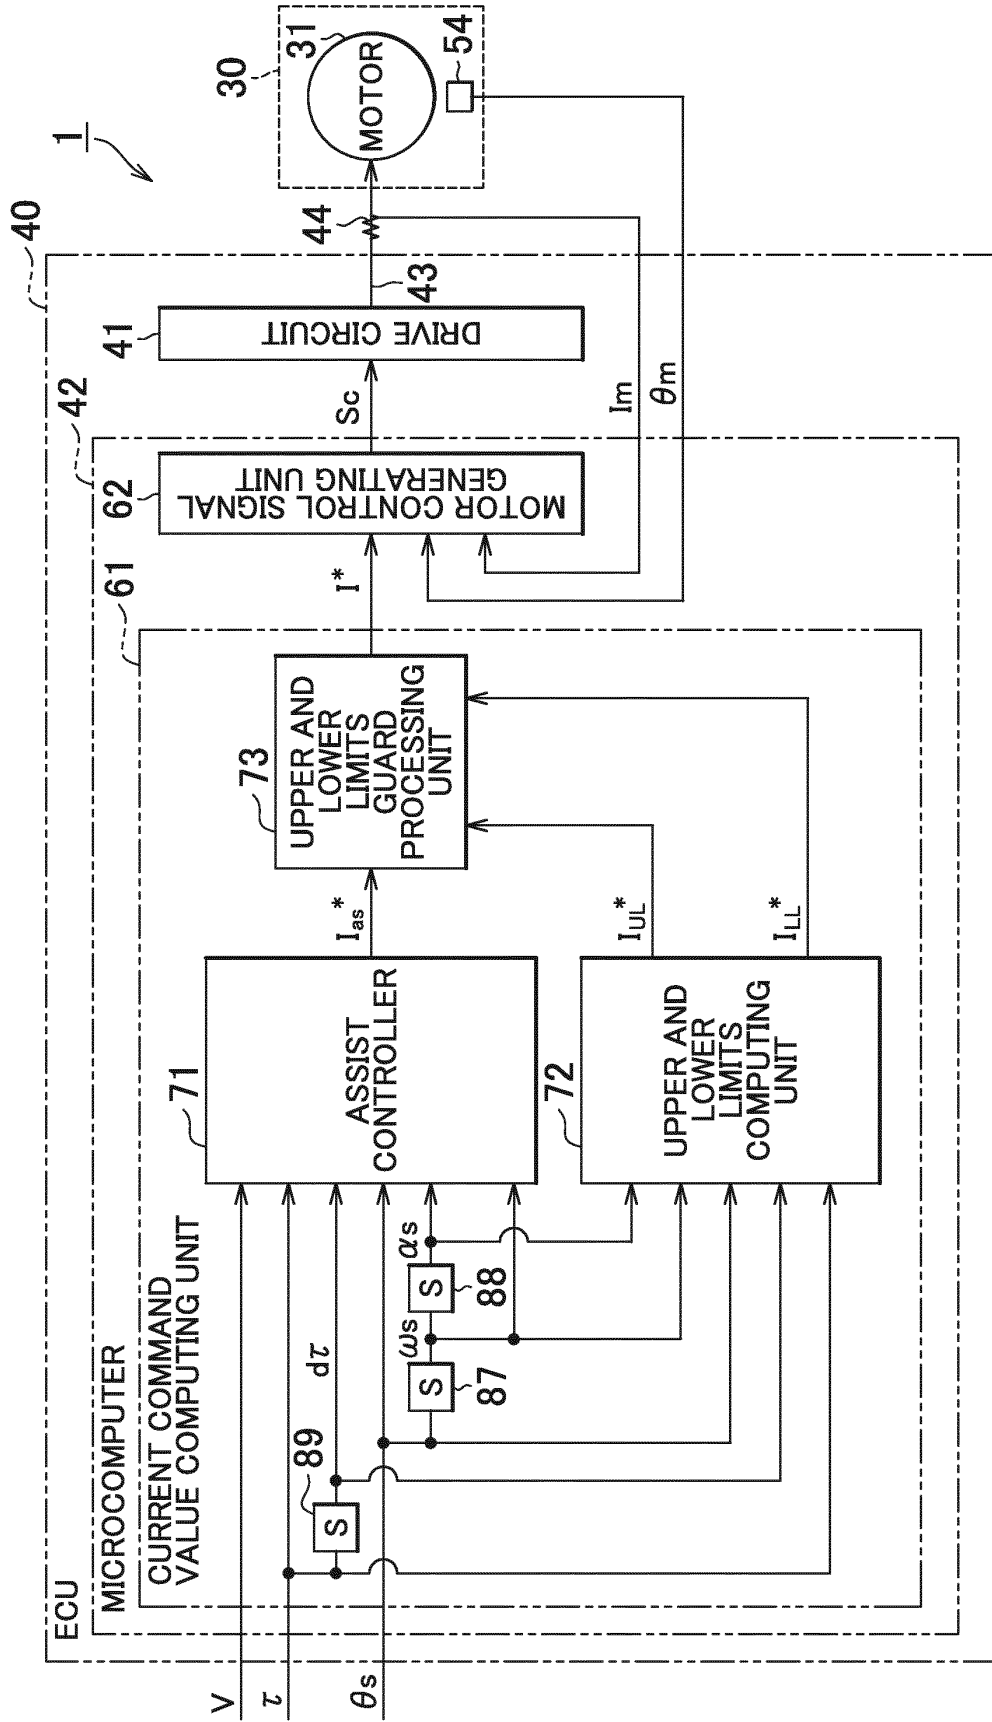 1
40
ECU
42
MICROCOMPUTER
61
CURRENT COMMAND
VALUE COMPUTING UNIT
V
τ
θs
89
S
dτ
87
S
ωs
88
S
αs
71
ASSIST
CONTROLLER
72
UPPER AND
LOWER
LIMITS
COMPUTING
UNIT
Ias*
IUL*
ILL*
73
UPPER AND
LOWER
LIMITS
GUARD
PROCESSING
UNIT
I*
62
MOTOR CONTROL SIGNAL
GENERATING UNIT
Sc
41
DRIVE CIRCUIT
43
44
Im
θm
30
31
MOTOR
54